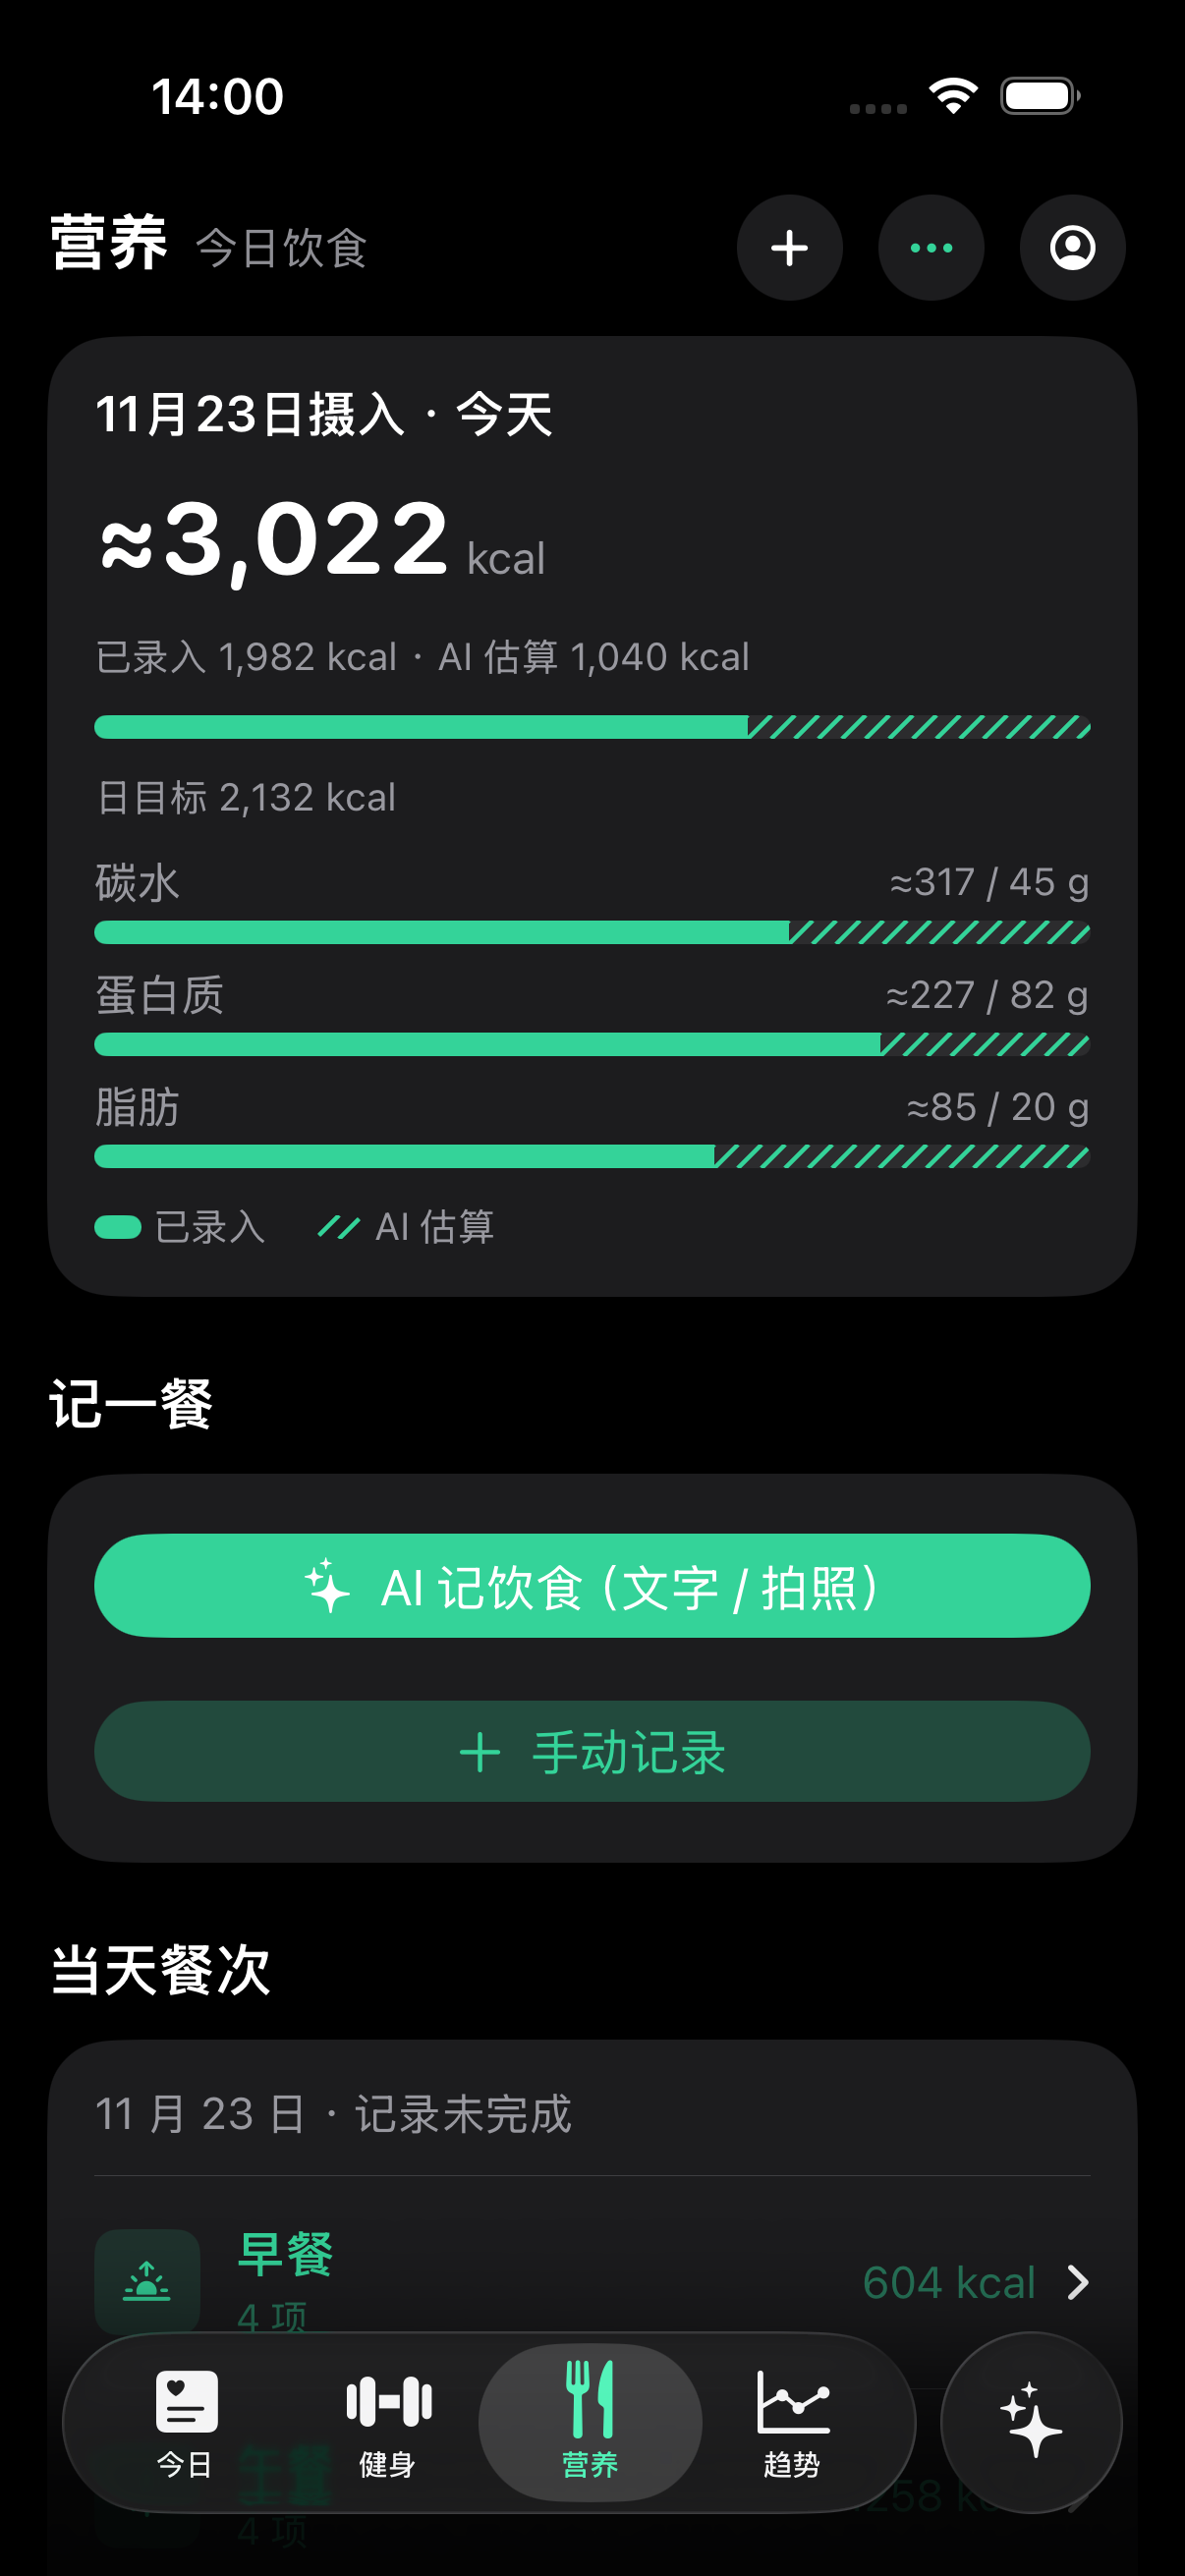 14:00
营养 今日饮食
11月23日摄入 · 今天
≈3,022 kcal
已录入 1,982 kcal · AI 估算 1,040 kcal
日目标 2,132 kcal
碳水 ≈317 / 45 g
蛋白质 ≈227 / 82 g
脂肪 ≈85 / 20 g
已录入 AI 估算
记一餐
AI 记饮食（文字 / 拍照）
手动记录
当天餐次
11 月 23 日 · 记录未完成
早餐
604 kcal
4 项
午餐
4 项
今日 健身 营养 趋势